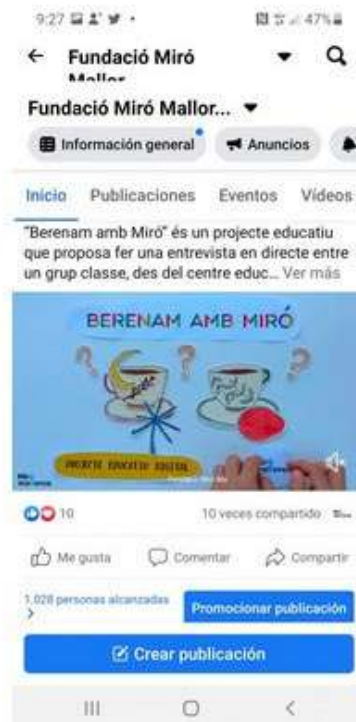 9:27
47%
Fundació Miró
Mallor
Fundació Miró Mallor...
Información general
Anuncios
Inicio Publicaciones Eventos Vídeos
"Berenam amb Miró" és un projecte educatiu
que proposa fer una entrevista en directe entre
un grup classe, des del centre educ... Ver más
BERENAM AMB MIRÓ
? ? ?
PROJECTE EDUCATIU DIGITAL
10
10 veces compartido
Me gusta
Comentar
Compartir
1,028 personas alcanzadas
>
Promocionar publicación
Crear publicación